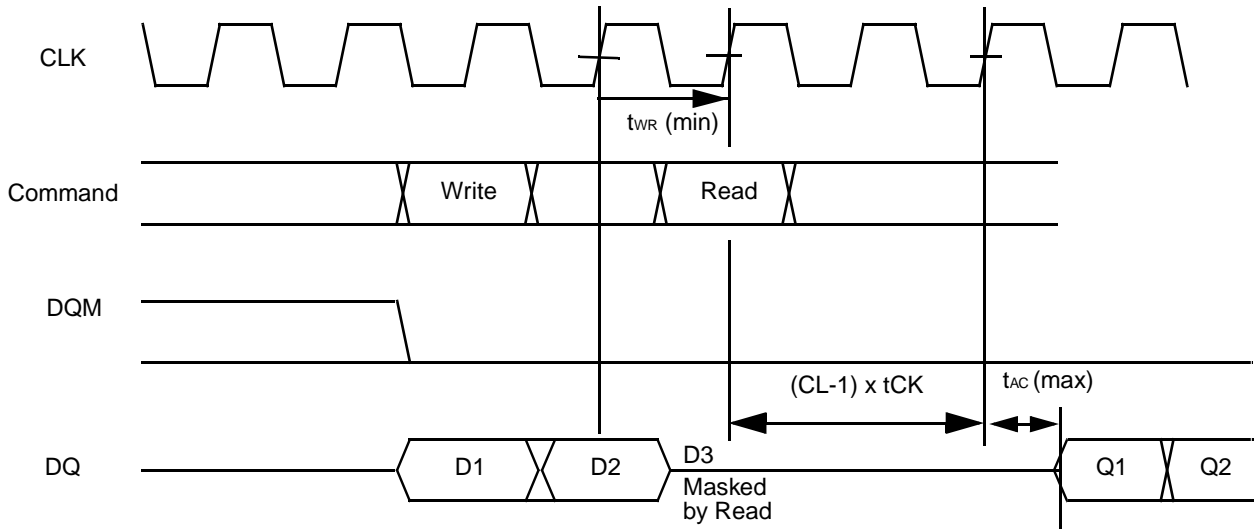 CLK
tWR (min)
Command
Write
Read
DQM
(CL-1) x tCK
tAC (max)
DQ
D1
D2
D3
Masked
by Read
Q1
Q2